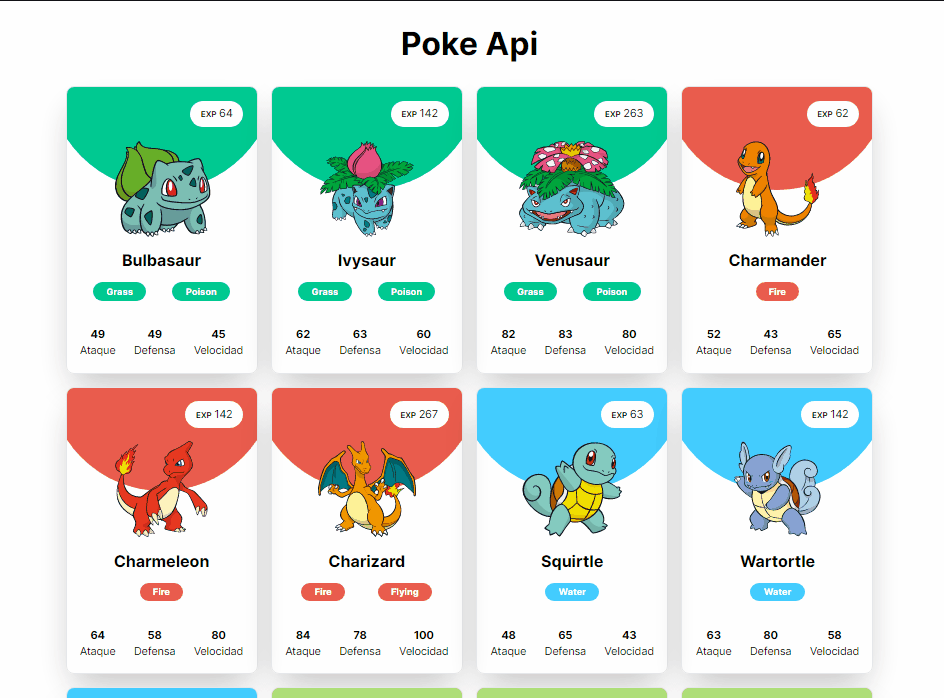 Poke Api
EXP 64
EXP 142
EXP 263
EXP 62
Bulbasaur
Ivysaur
Venusaur
Charmander
Grass Poison
Grass Poison
Grass Poison
Fire
49 49 45
Ataque Defensa Velocidad
62 63 60
Ataque Defensa Velocidad
82 83 80
Ataque Defensa Velocidad
52 43 65
Ataque Defensa Velocidad
EXP 142
EXP 267
EXP 63
EXP 142
Charmeleon
Charizard
Squirtle
Wartortle
Fire
Fire Flying
Water
Water
64 58 80
Ataque Defensa Velocidad
84 78 100
Ataque Defensa Velocidad
48 65 43
Ataque Defensa Velocidad
63 80 58
Ataque Defensa Velocidad